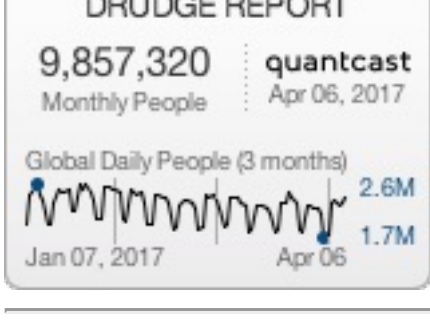 DRUDGE REPORT
9,857,320
Monthly People
quantcast
Apr 06, 2017
Global Daily People (3 months)
2.6M
1.7M
Jan 07, 2017
Apr 06